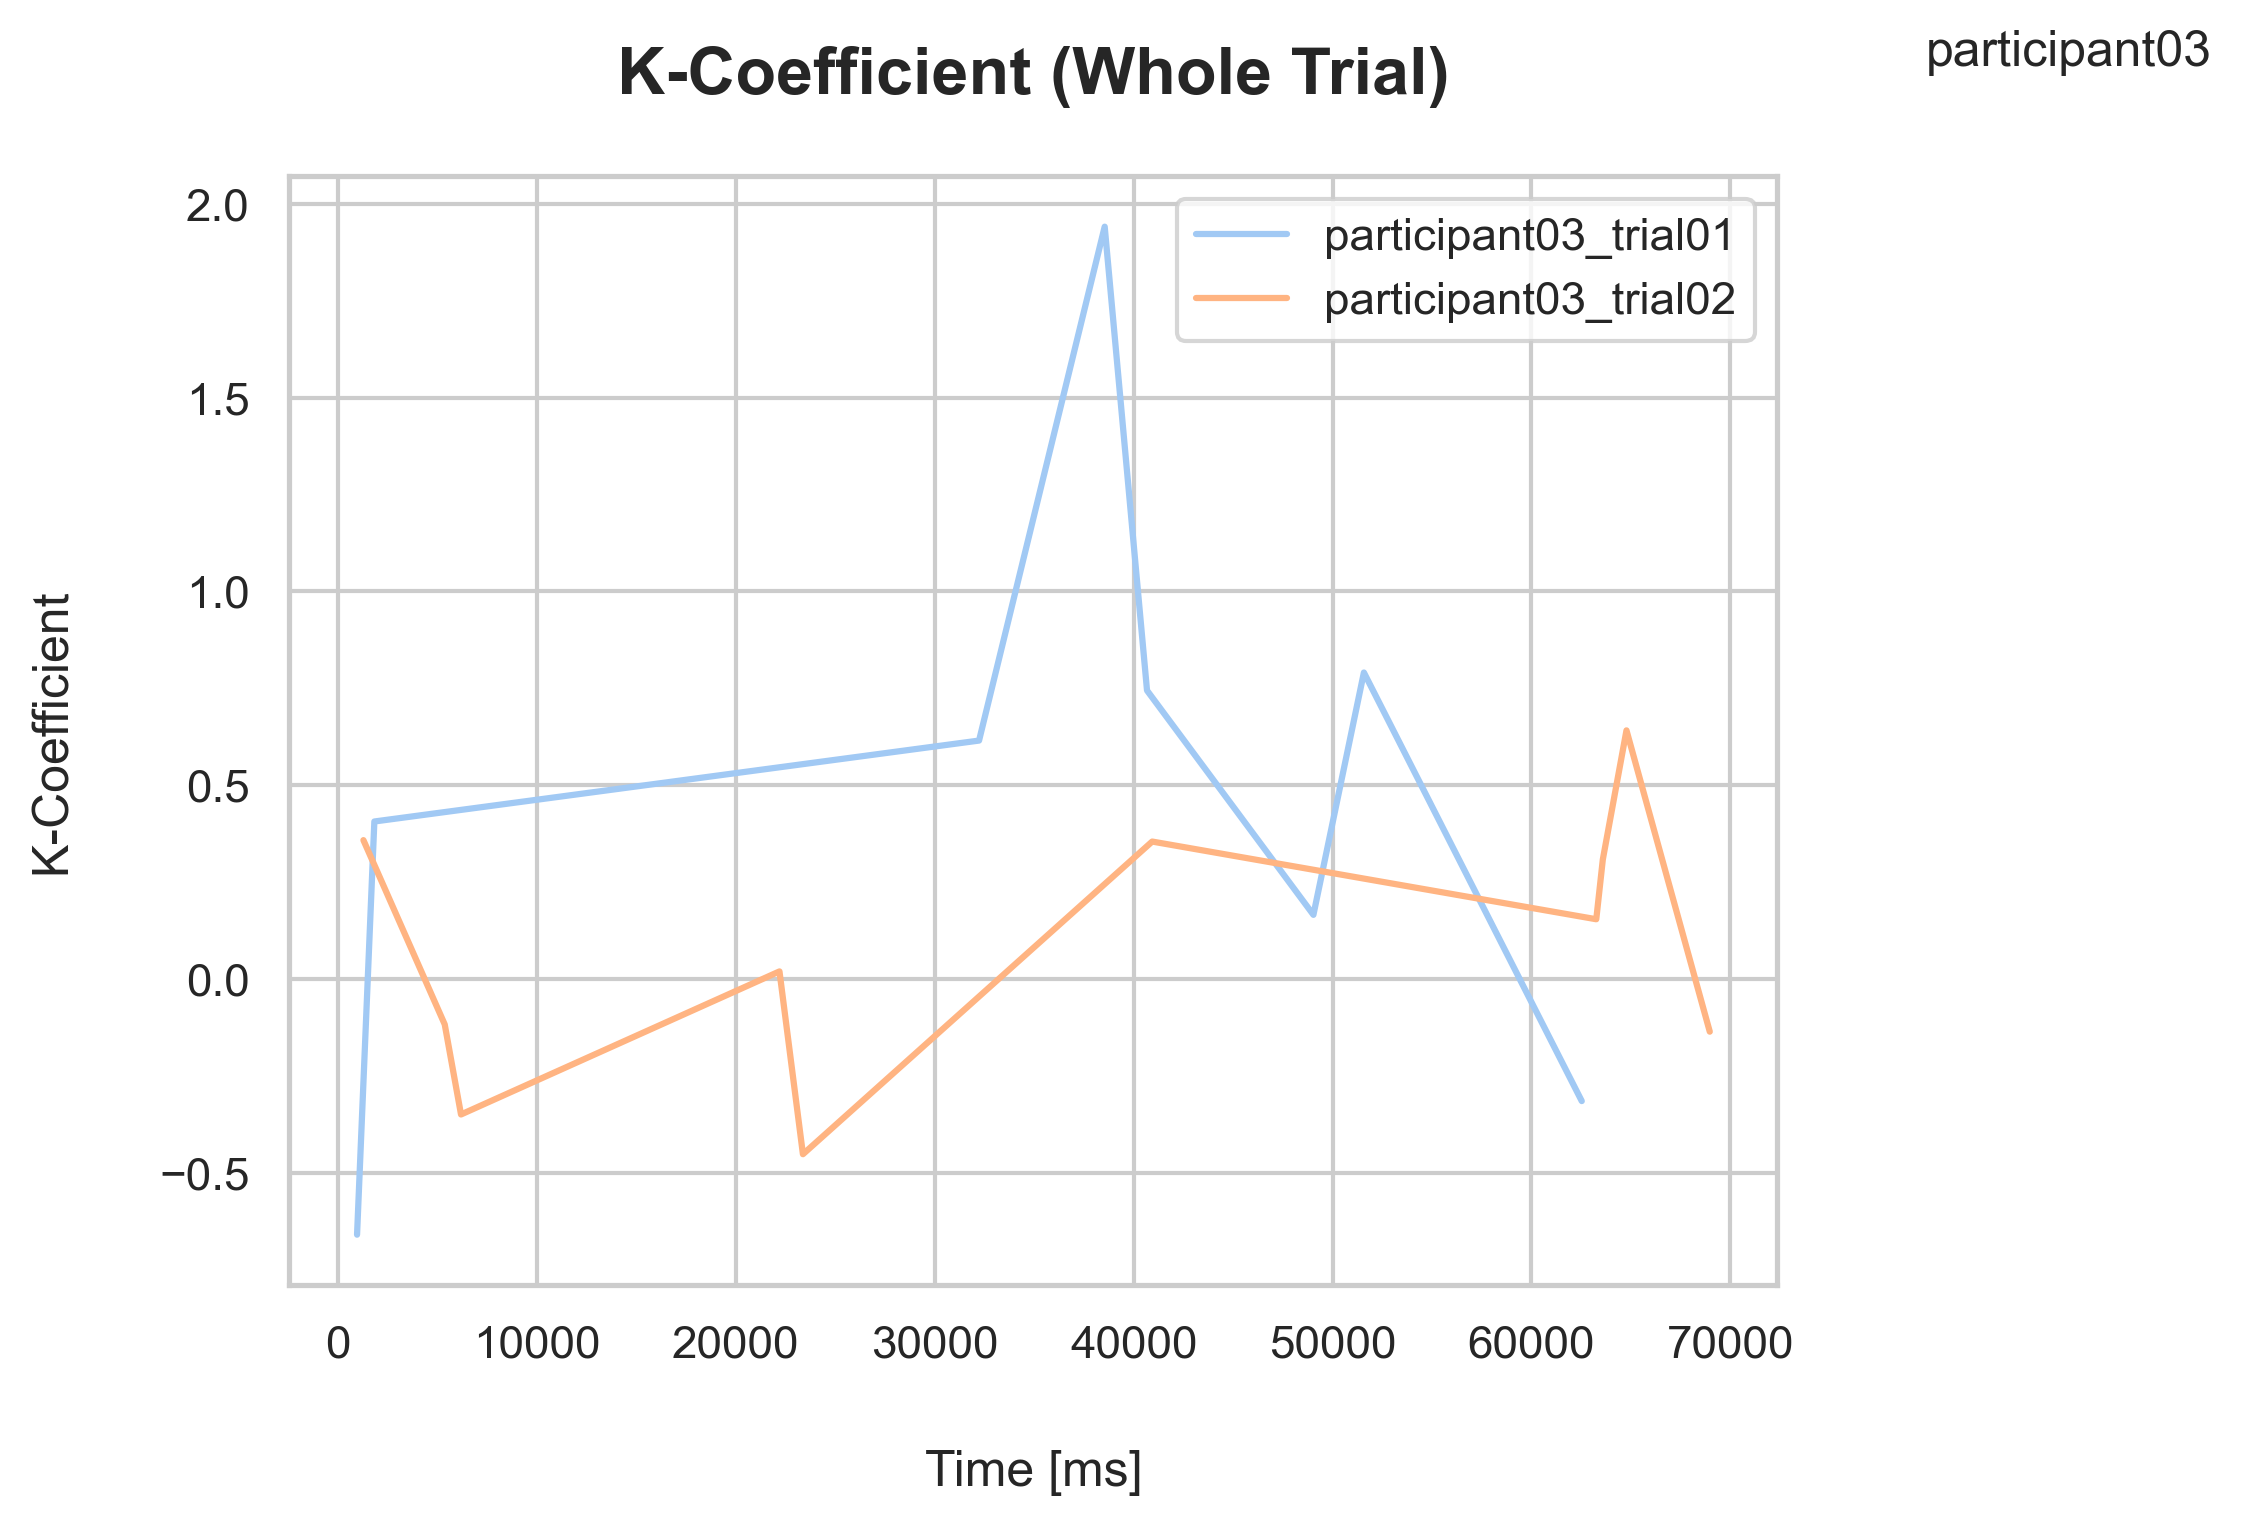 participant03
K-Coefficient (Whole Trial)
participant03_trial01
participant03_trial02
K-Coefficient
2.0
1.5
1.0
0.5
0.0
−0.5
0 10000 20000 30000 40000 50000 60000 70000
Time [ms]